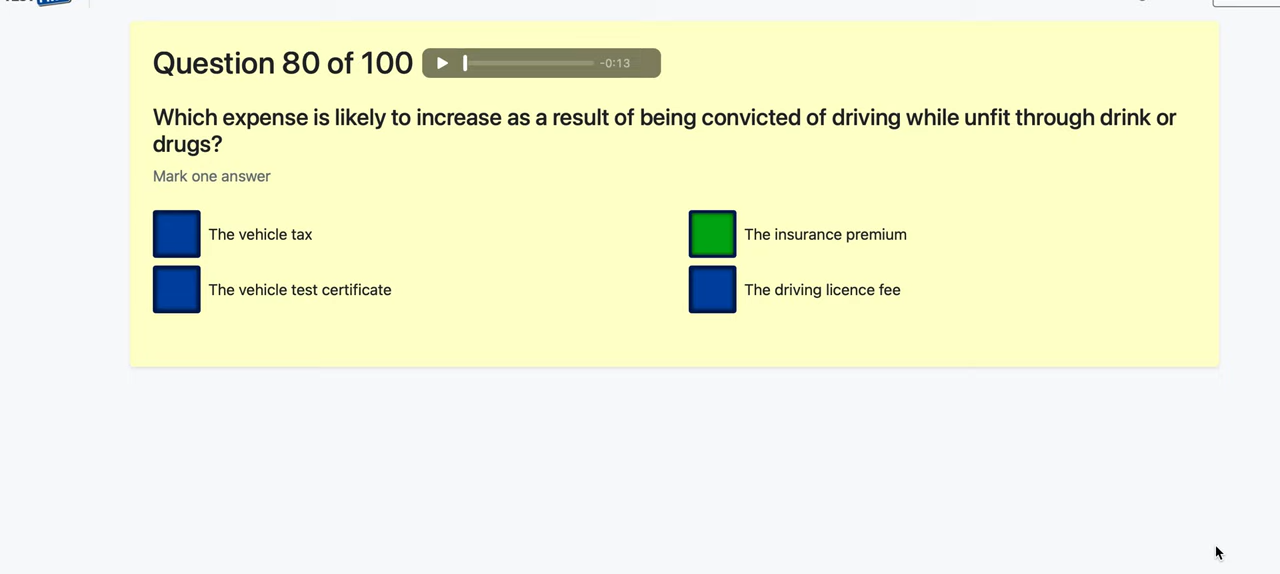 Question 80 of 100
-0:13
Which expense is likely to increase as a result of being convicted of driving while unfit through drink or
drugs?
Mark one answer
The vehicle tax
The insurance premium
The vehicle test certificate
The driving licence fee